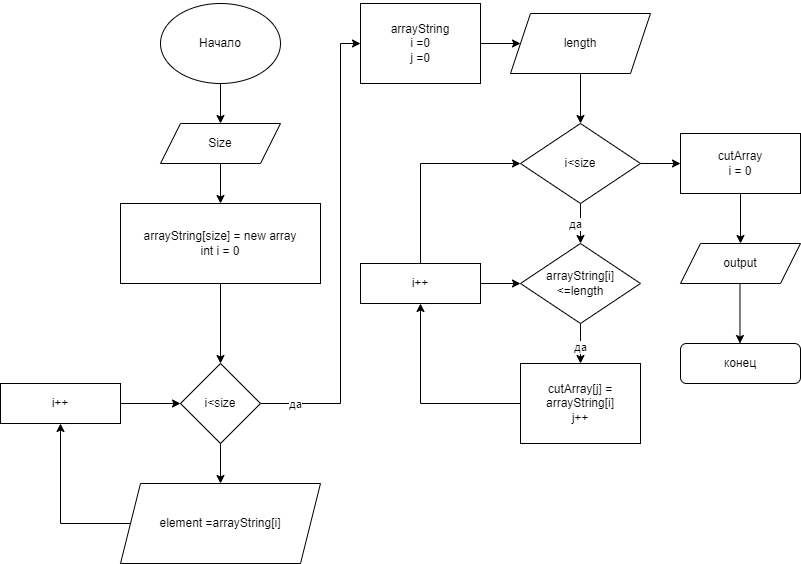 Начало
Size
arrayString[size] = new array
int i = 0
i<size
да
i++
element =arrayString[i]
arrayString
i =0
j =0
length
i<size
да
arrayString[i]
<=length
i++
да
cutArray[j] =
arrayString[i]
j++
cutArray
i = 0
output
конец